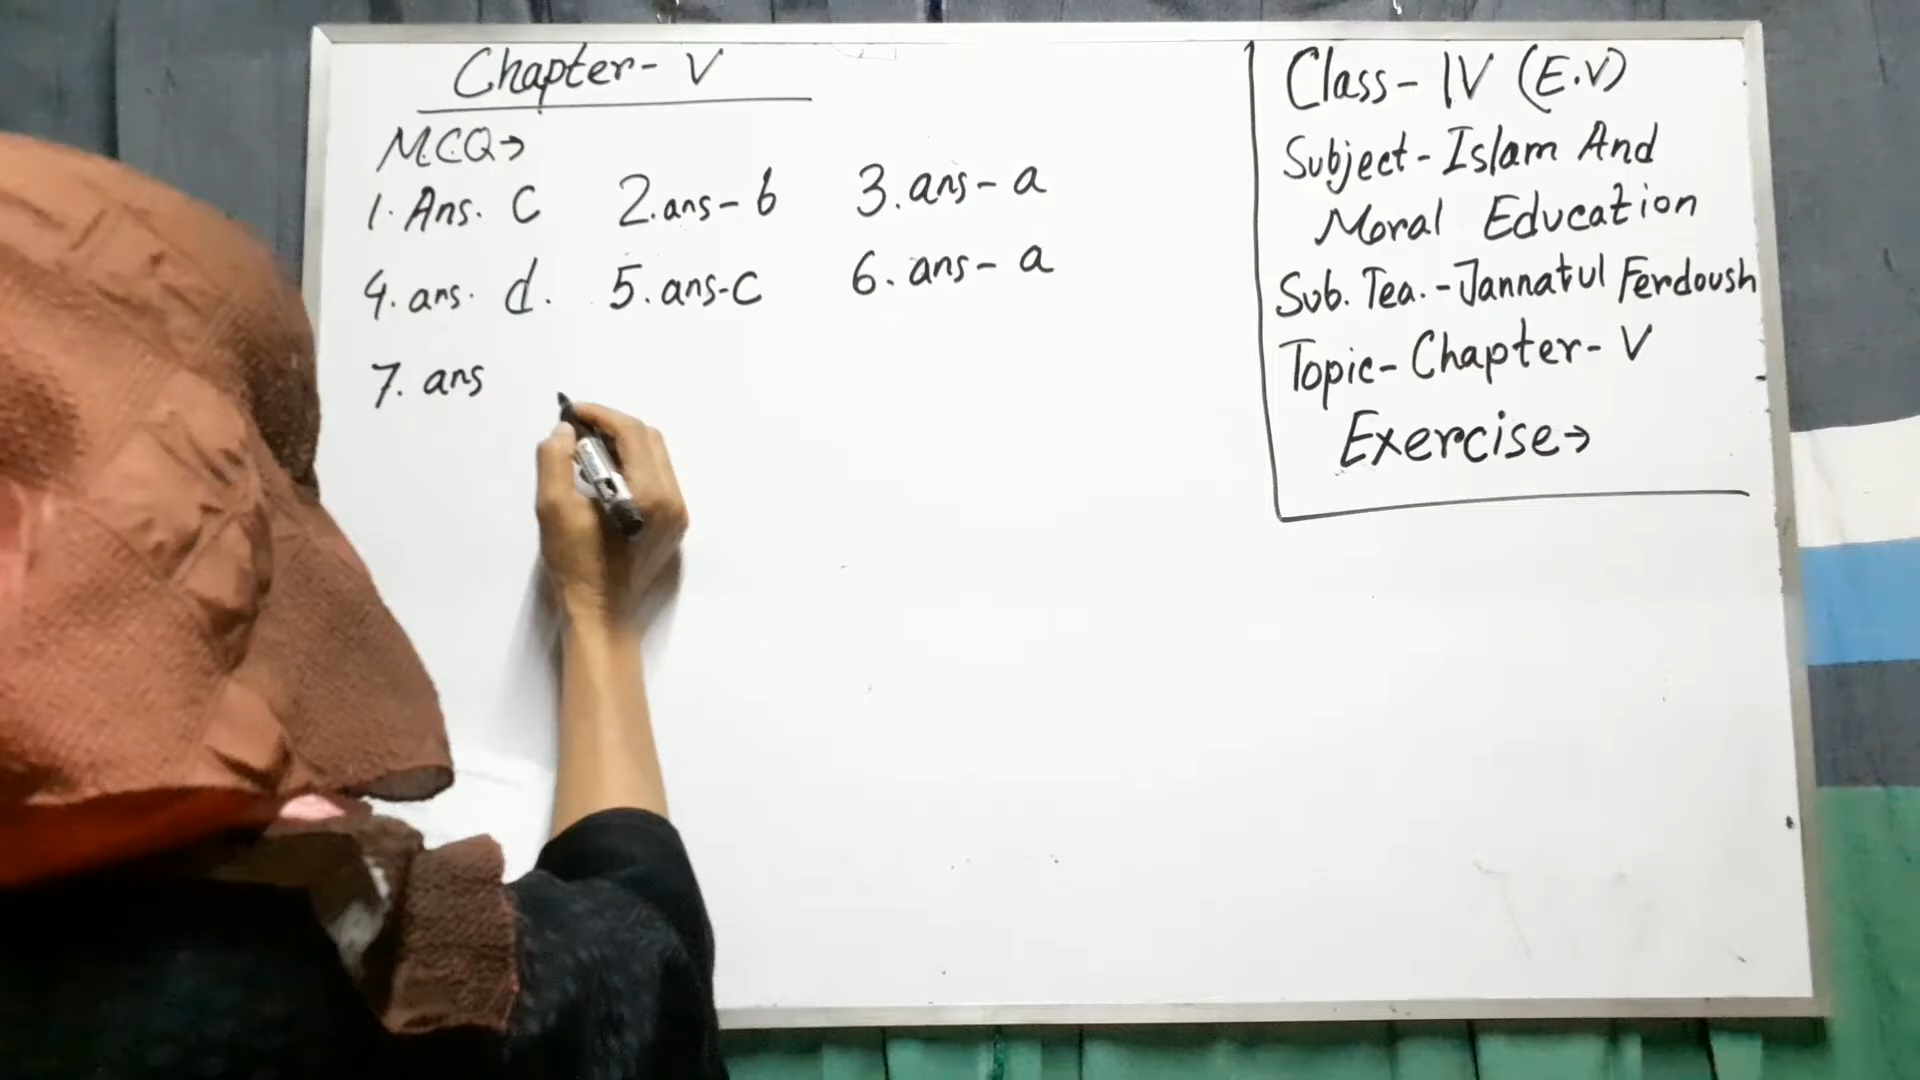 Chapter- V
MCQ→
1. Ans. C 2. ans- b 3. ans- a
4. ans. d. 5. ans-c 6. ans- a
7. ans
Class- IV (E.V)
Subject- Islam And
Moral Education
Sub. Tea. -Jannatul Ferdoush
Topic- Chapter- V
Exercise→